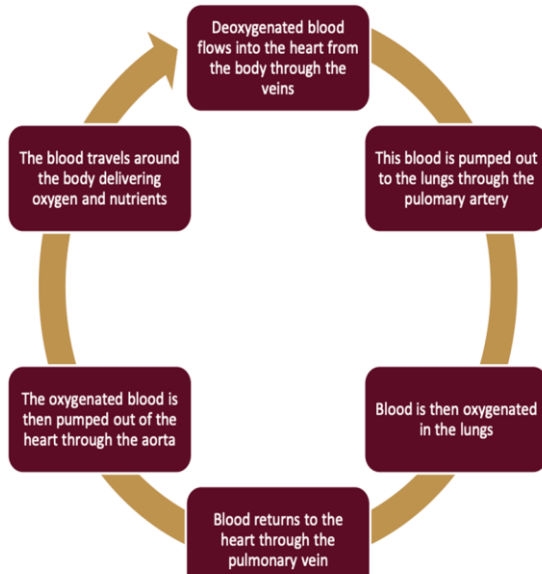 Deoxygenated blood
flows into the heart from
the body through the
veins
This blood is pumped out
to the lungs through the
pulomary artery
Blood is then oxygenated
in the lungs
Blood returns to the
heart through the
pulmonary vein
The oxygenated blood is
then pumped out of the
heart through the aorta
The blood travels around
the body delivering
oxygen and nutrients